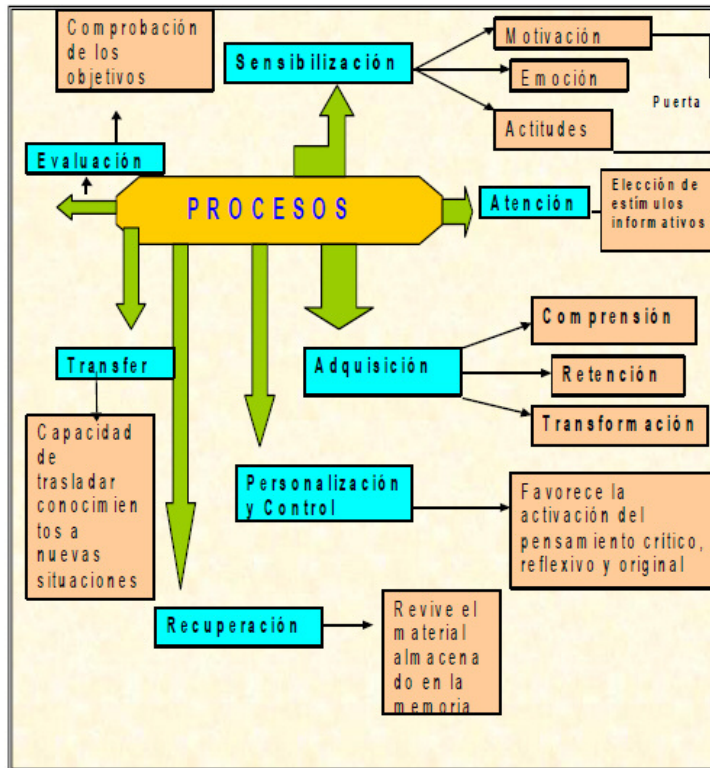 Comprobación
de los
objetivos
Sensibilización
Motivación
Emoción
Actitudes
Puerta
Evaluación
PROCESOS
Atención
Elección de
estímulos
informativos
Transfer
Capacidad
de
trasladar
conocimien
tos a
nuevas
situaciones
Adquisición
Comprensión
Retención
Transformación
Personalización
y Control
Favorece la
activación del
pensamiento crítico,
reflexivo y original
Recuperación
Revive el
material
almacena
do en la
memoria